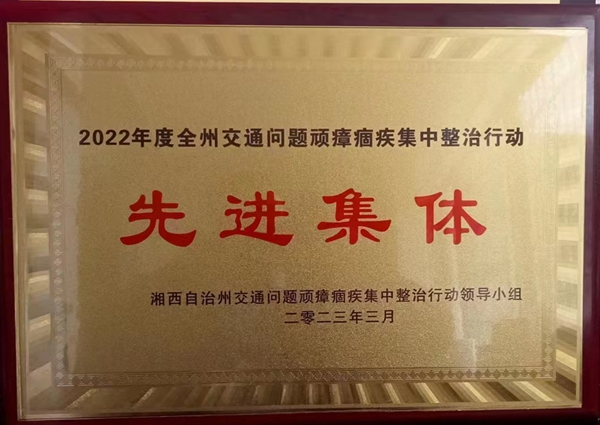 2022年度全州交通问题顽瘴痼疾集中整治行动
先进集体
湘西自治州交通问题顽瘴痼疾集中整治行动领导小组
二零二三年三月